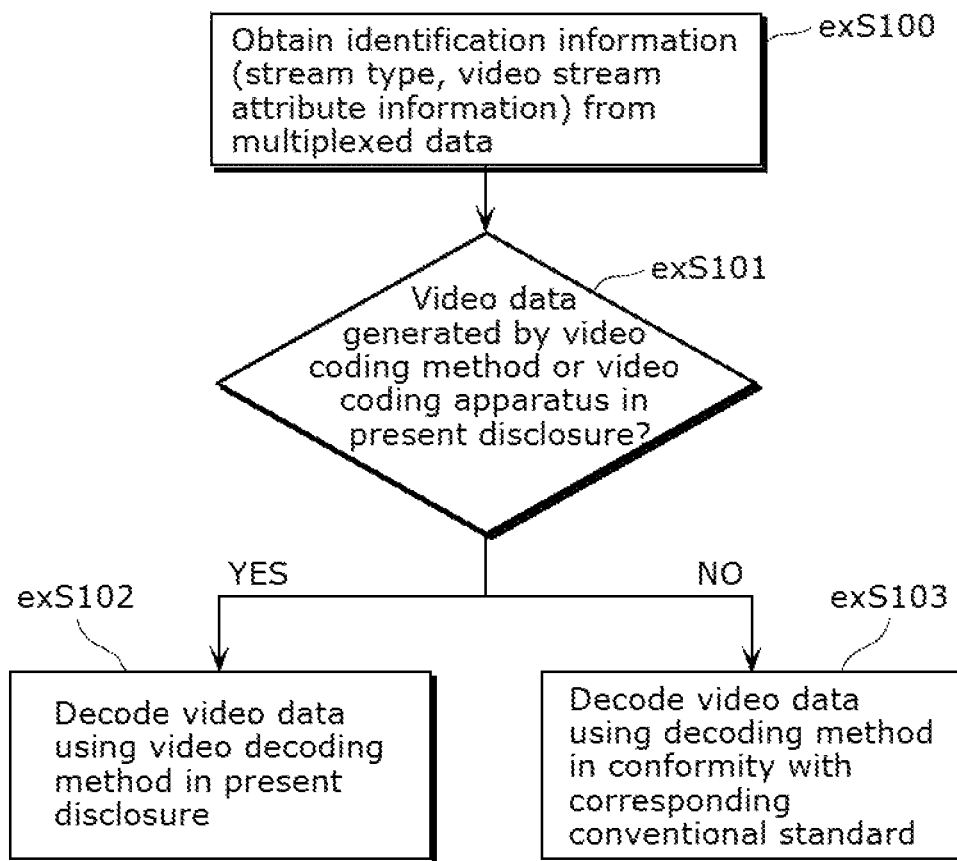 exS100
Obtain identification information
(stream type, video stream
attribute information) from
multiplexed data
exS101
Video data
generated by video
coding method or video
coding apparatus in
present disclosure?
YES
NO
exS102
exS103
Decode video data
using video decoding
method in present
disclosure
Decode video data
using decoding method
in conformity with
corresponding
conventional standard